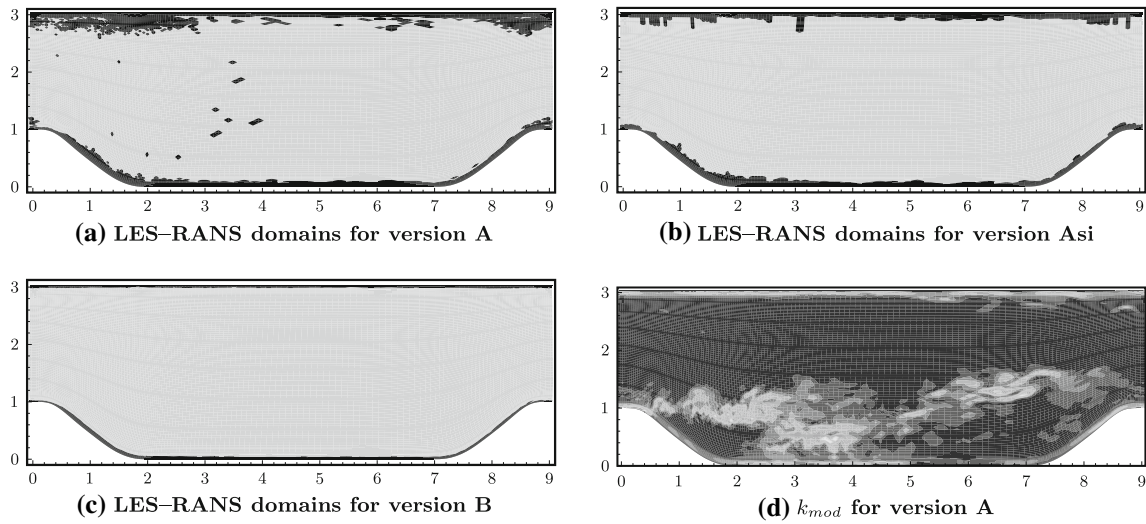 3
2
1
0
0 1 2 3 4 5 6 7 8 9
(a) LES–RANS domains for version A
3
2
1
0
0 1 2 3 4 5 6 7 8 9
(b) LES–RANS domains for version Asi
3
2
1
0
0 1 2 3 4 5 6 7 8 9
(c) LES–RANS domains for version B
3
2
1
0
0 1 2 3 4 5 6 7 8 9
(d) k_{mod} for version A